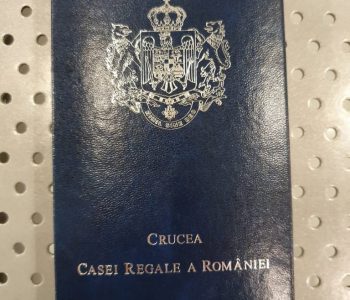 Crucea
Casei Regale a României